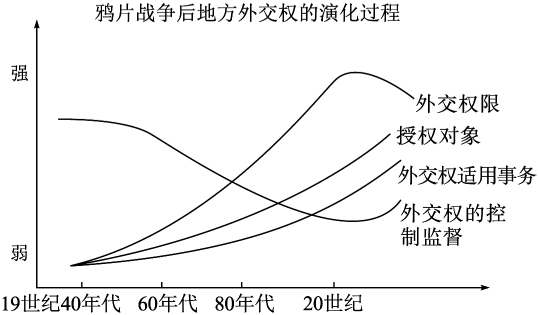 鸦片战争后地方外交权的演化过程
强
外交权限
授权对象
外交权适用事务
外交权的控
制监督
弱
19世纪40年代 60年代 80年代 20世纪